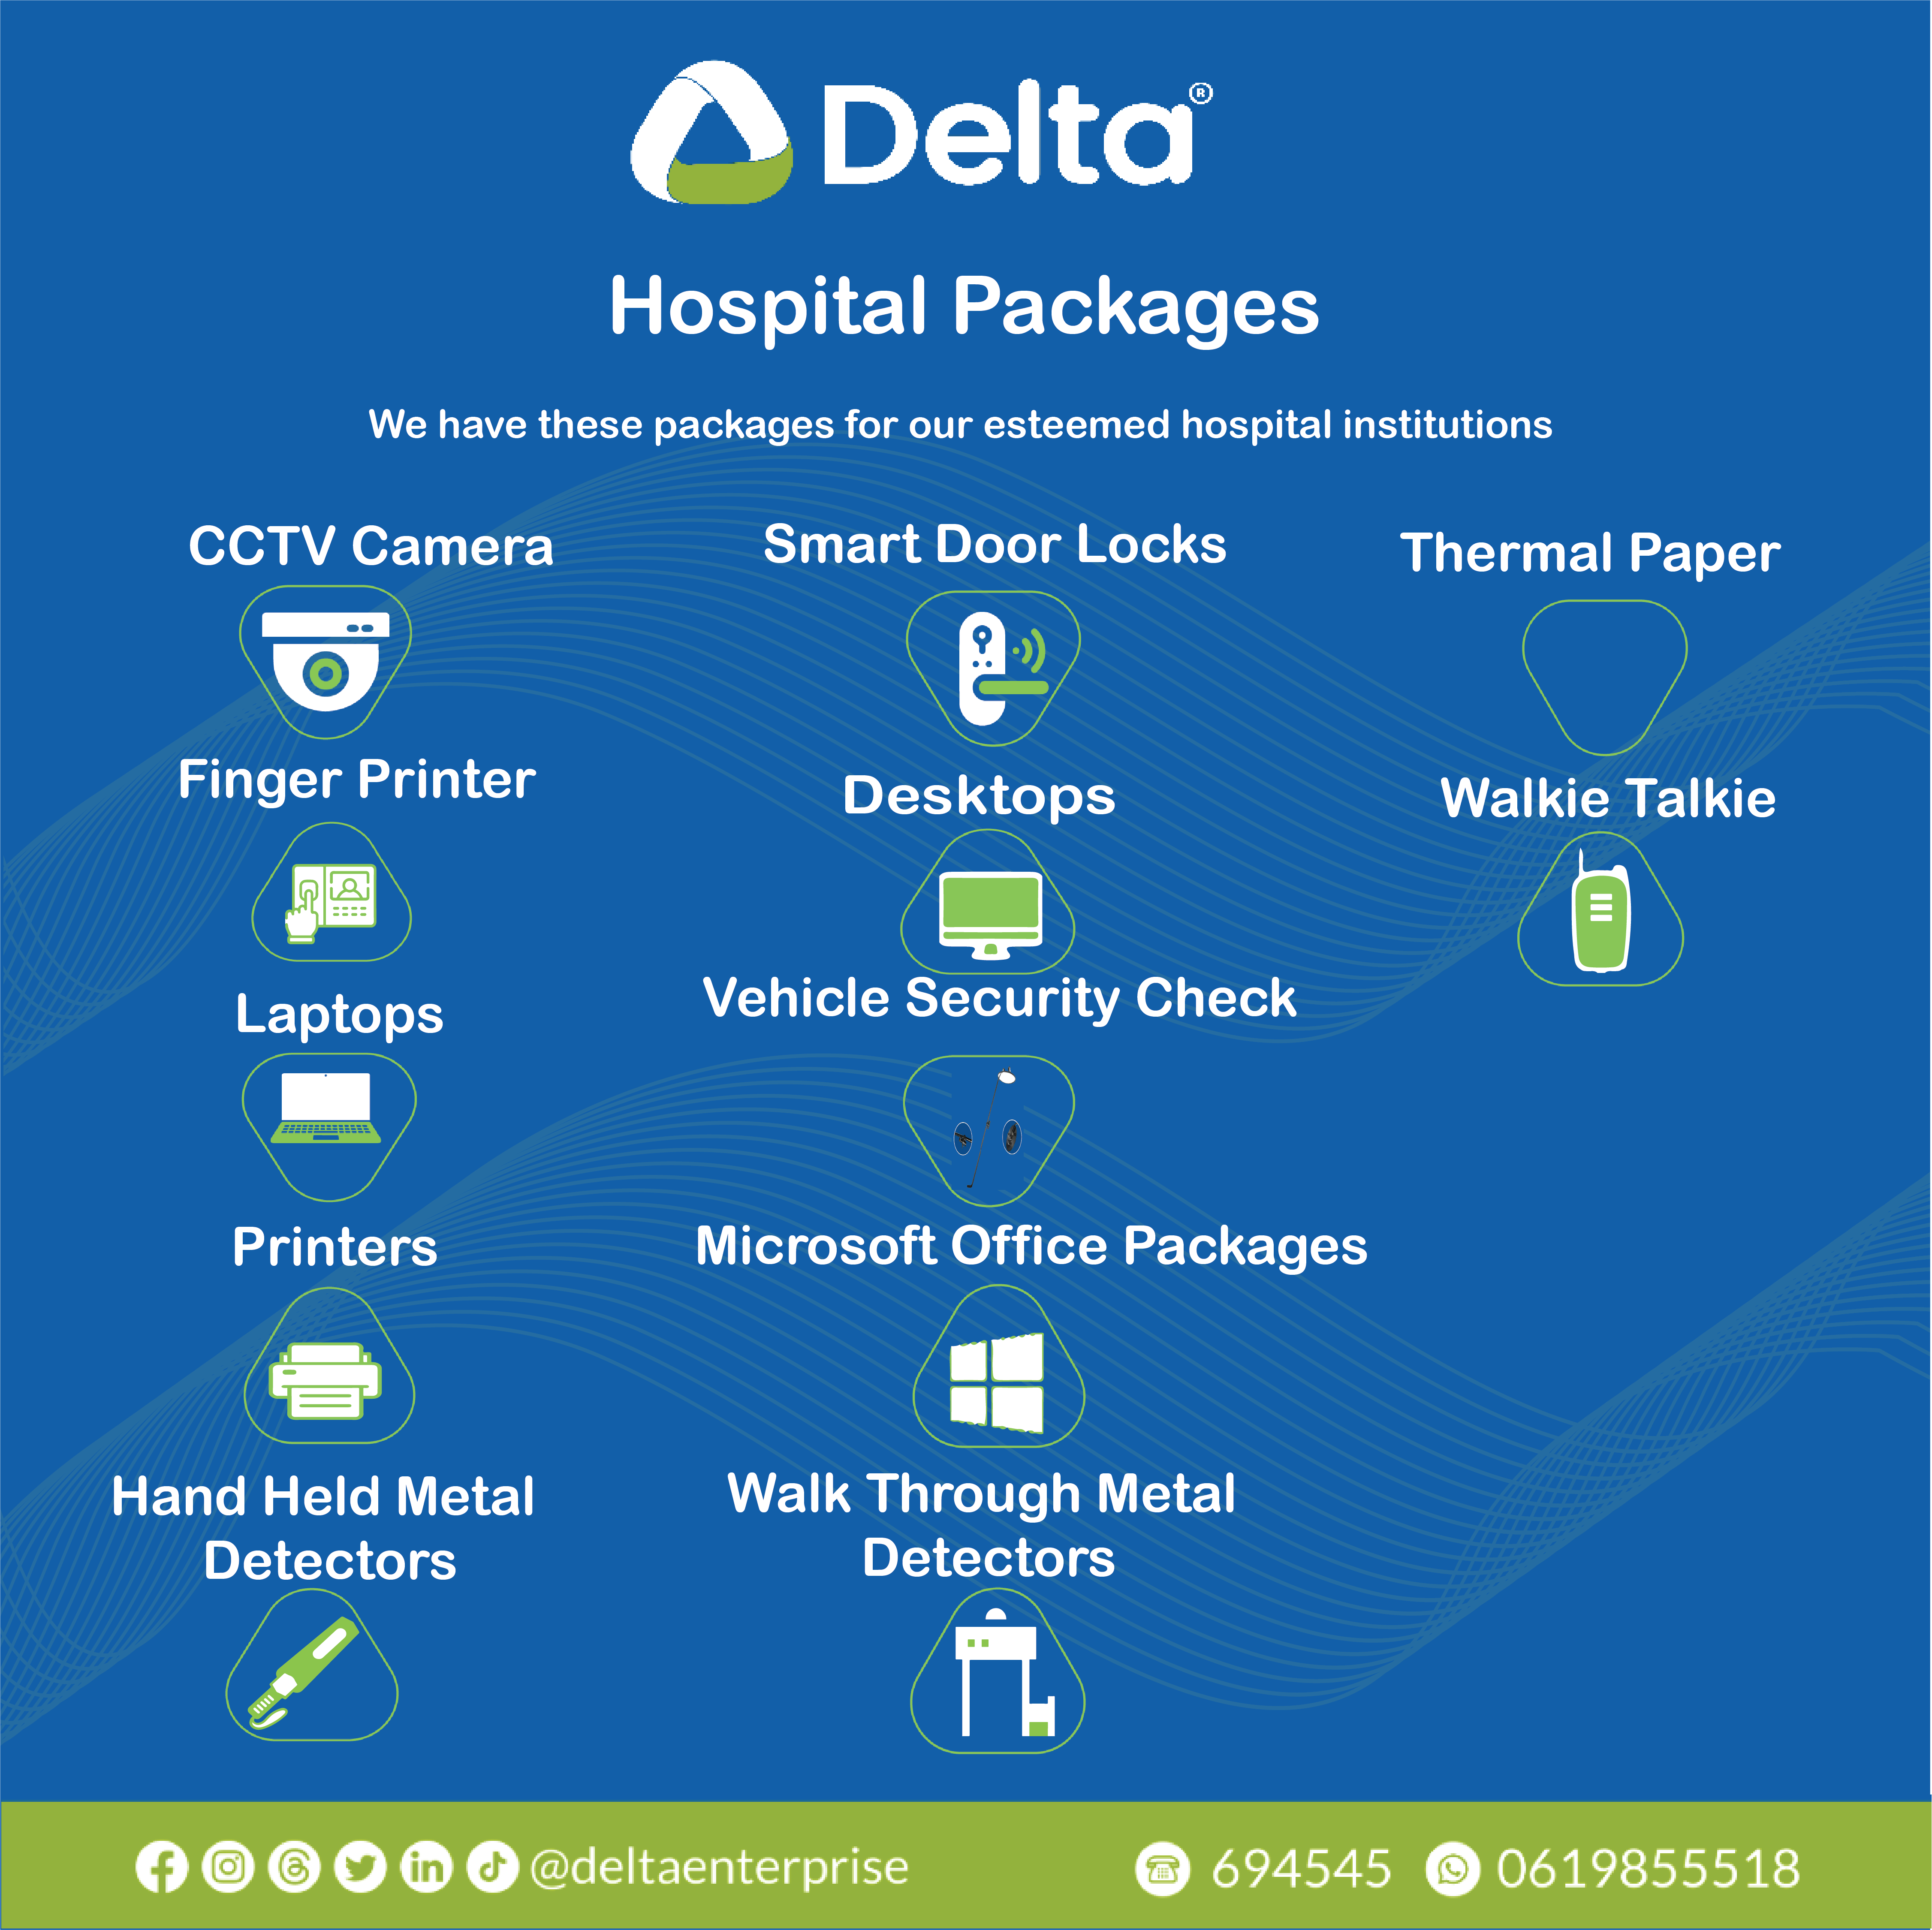 Delta®
Hospital Packages
We have these packages for our esteemed hospital institutions
CCTV Camera
Smart Door Locks
Thermal Paper
Finger Printer
Desktops
Walkie Talkie
Laptops
Vehicle Security Check
Printers
Microsoft Office Packages
Hand Held Metal
Detectors
Walk Through Metal
Detectors
@deltaenterprise
694545
0619855518